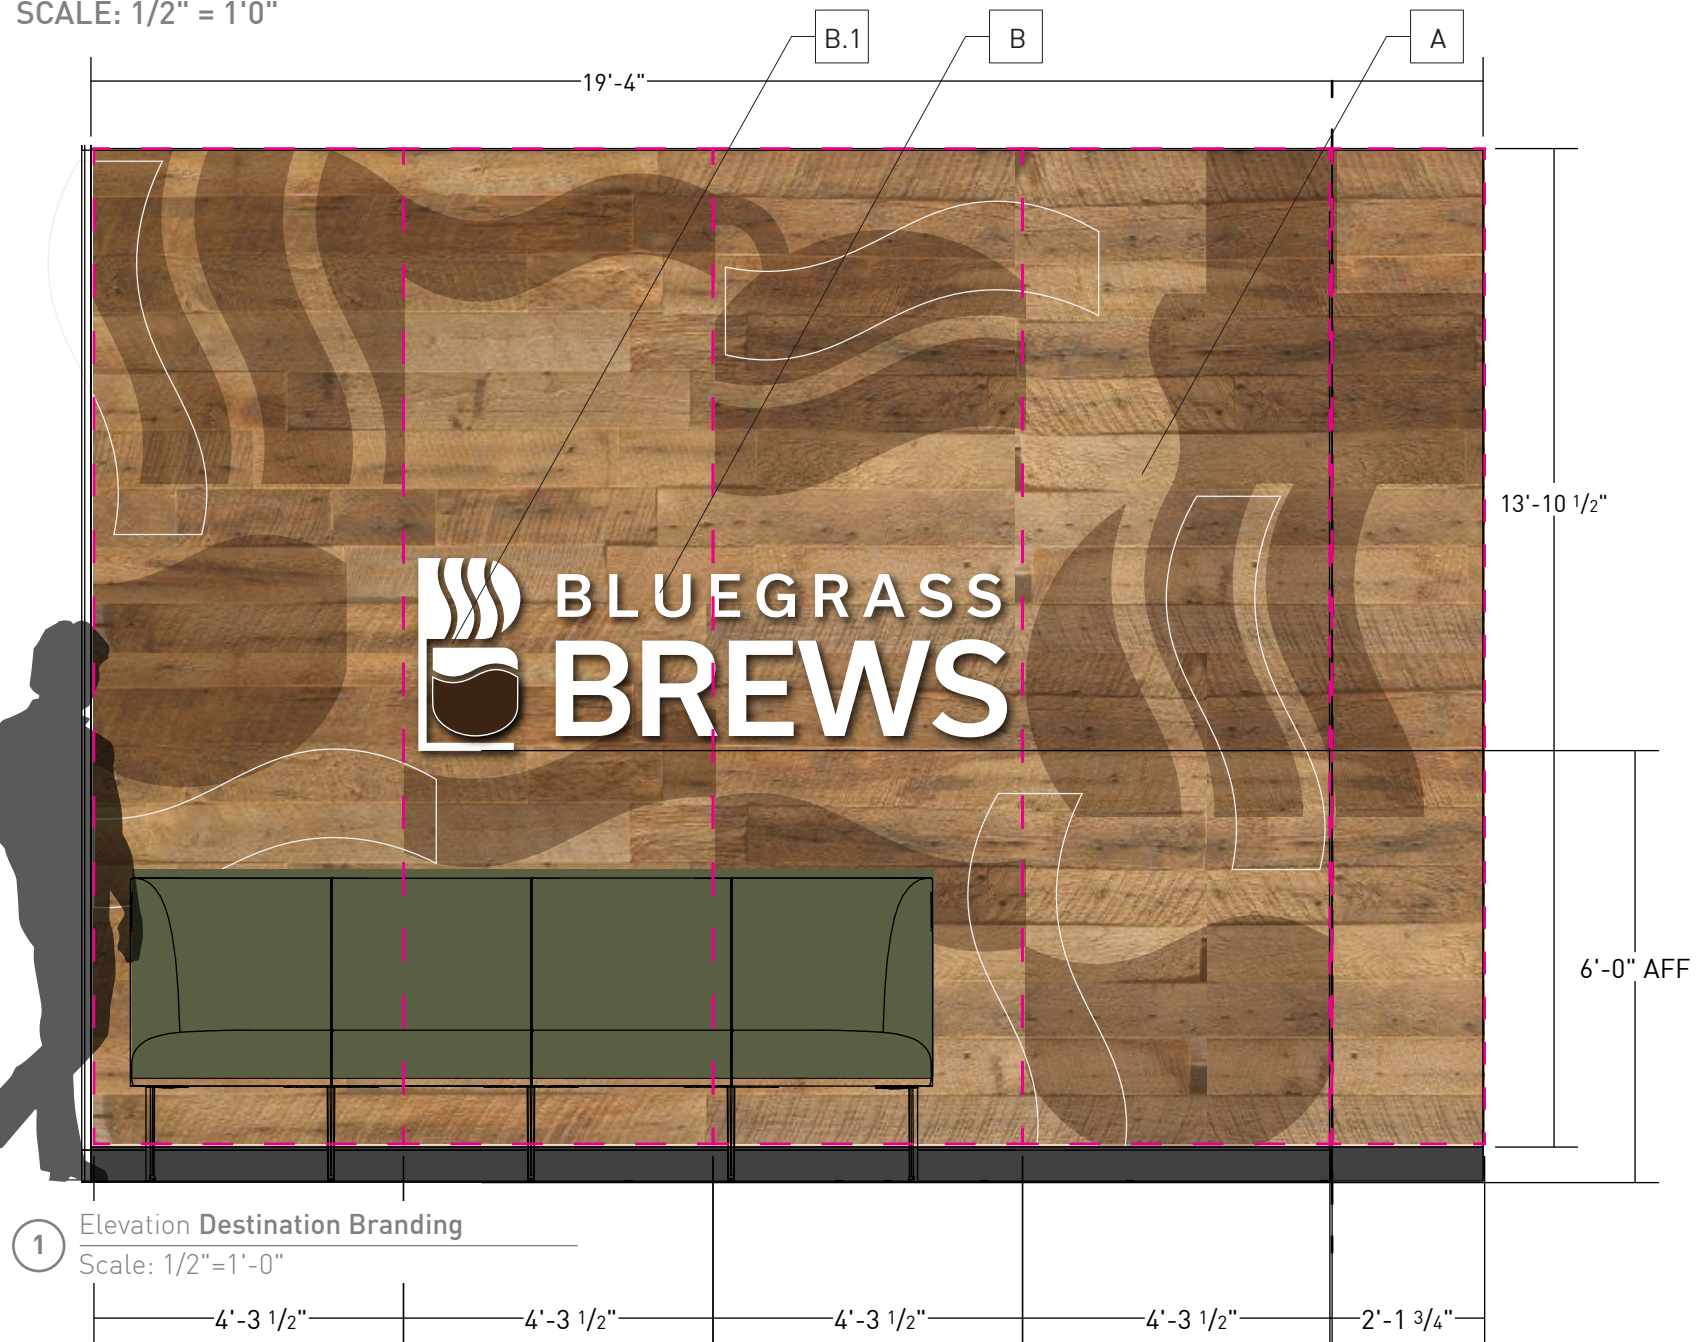 SCALE: 1/2" = 1'0"
B.1
B
A
19'-4"
13'-10 1/2"
BLUEGRASS
BREWS
6'-0" AFF
1
Elevation Destination Branding
Scale: 1/2"=1'-0"
4'-3 1/2"
4'-3 1/2"
4'-3 1/2"
4'-3 1/2"
2'-1 3/4"